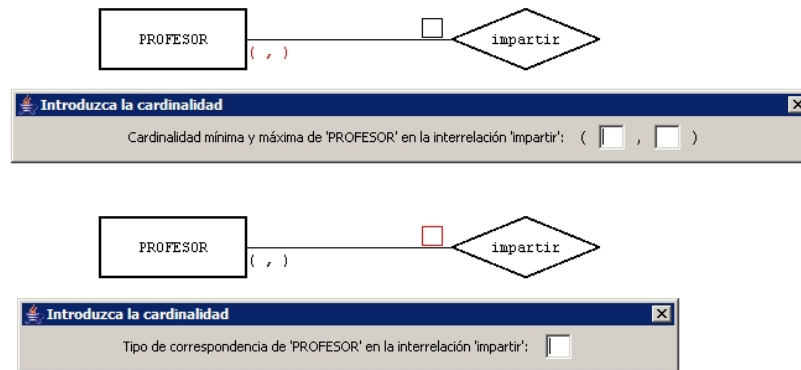 PROFESOR impartir
( , )
Introduzca la cardinalidad
Cardinalidad mínima y máxima de 'PROFESOR' en la interrelación 'impartir': ( , )
PROFESOR impartir
( , )
Introduzca la cardinalidad
Tipo de correspondencia de 'PROFESOR' en la interrelación 'impartir':